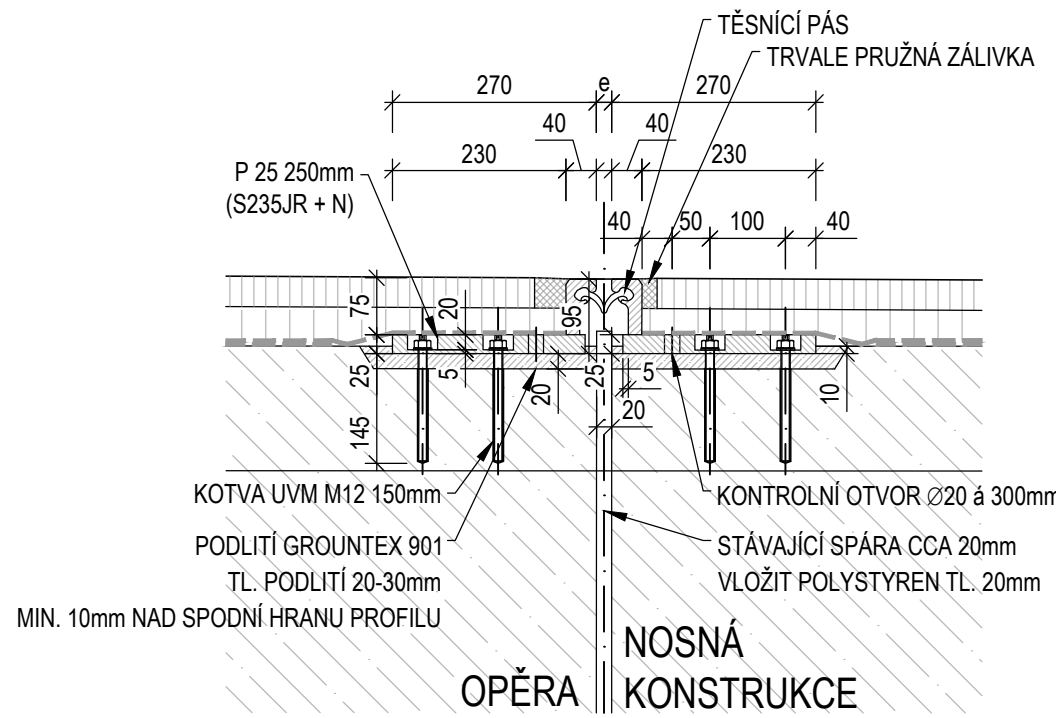 TĚSNÍCÍ PÁS
TRVALE PRUŽNÁ ZÁLIVKA
270 e 270
40 40
230 230
P 25 250mm
(S235JR + N)
40 50 100 40
75 20 95
25 5 20 25 5 10
20
145
KOTVA UVM M12 150mm
KONTROLNÍ OTVOR ∅20 á 300mm
PODLITÍ GROUNTEX 901
TL. PODLITÍ 20-30mm
MIN. 10mm NAD SPODNÍ HRANU PROFILU
STÁVAJÍCÍ SPÁRA CCA 20mm
VLOŽIT POLYSTYREN TL. 20mm
OPĚRA
NOSNÁ
KONSTRUKCE